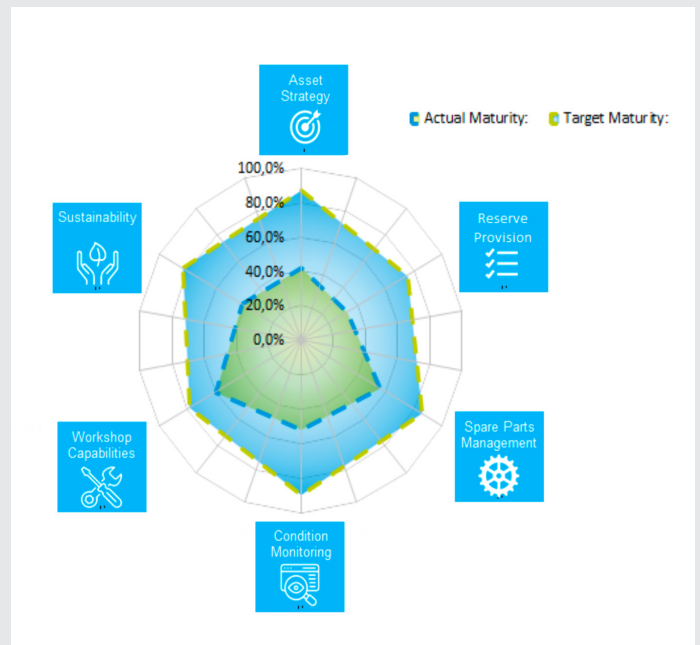 Asset
Strategy
Actual Maturity:
Target Maturity:
100,0%
80,0%
60,0%
40,0%
20,0%
0,0%
Sustainability
Reserve
Provision
Workshop
Capabilities
Spare Parts
Management
Condition
Monitoring